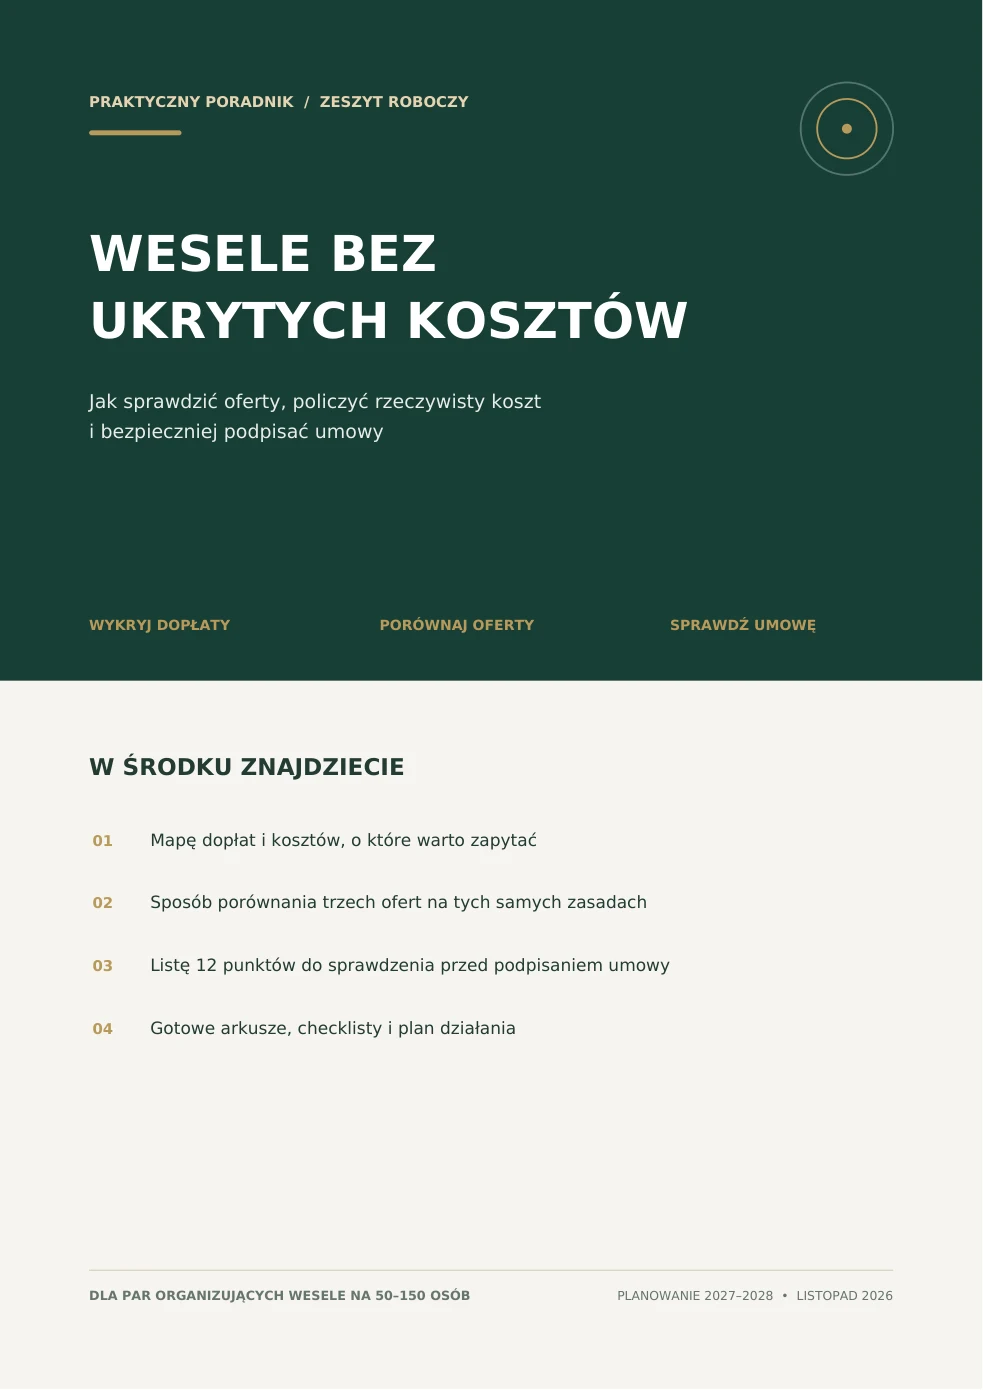 PRAKTYCZNY PORADNIK / ZESZYT ROBOCZY
WESELE BEZ
UKRYTYCH KOSZTÓW
Jak sprawdzić oferty, policzyć rzeczywisty koszt
i bezpieczniej podpisać umowy
WYKRYJ DOPŁATY PORÓWNAJ OFERTY SPRAWDŹ UMOWĘ
W ŚRODKU ZNAJDZIECIE
01 Mapę dopłat i kosztów, o które warto zapytać
02 Sposób porównania trzech ofert na tych samych zasadach
03 Listę 12 punktów do sprawdzenia przed podpisaniem umowy
04 Gotowe arkusze, checklisty i plan działania
DLA PAR ORGANIZUJĄCYCH WESELE NA 50–150 OSÓB PLANOWANIE 2027–2028 • LISTOPAD 2026